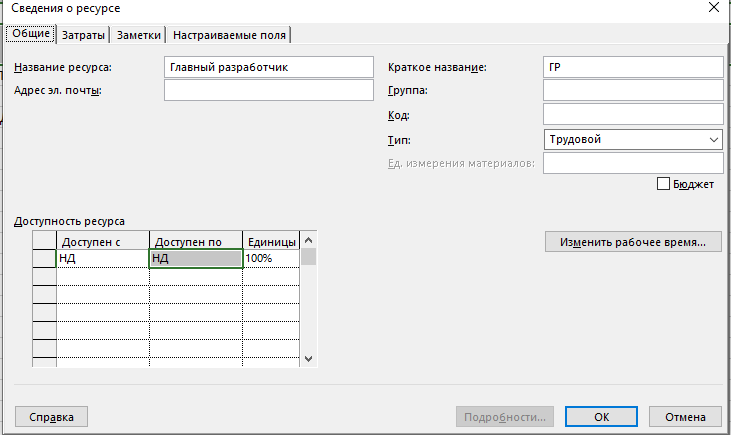 Сведения о ресурсе
Общие Затраты Заметки Настраиваемые поля
Название ресурса: Главный разработчик Краткое название: ГР
Адрес эл. почты: Группа:
Код:
Тип: Трудовой
Ед. измерения материалов:
Бюджет
Доступность ресурса
Доступен с Доступен по Единицы
НД НД 100%
Изменить рабочее время...
Справка Подробности... ОК Отмена